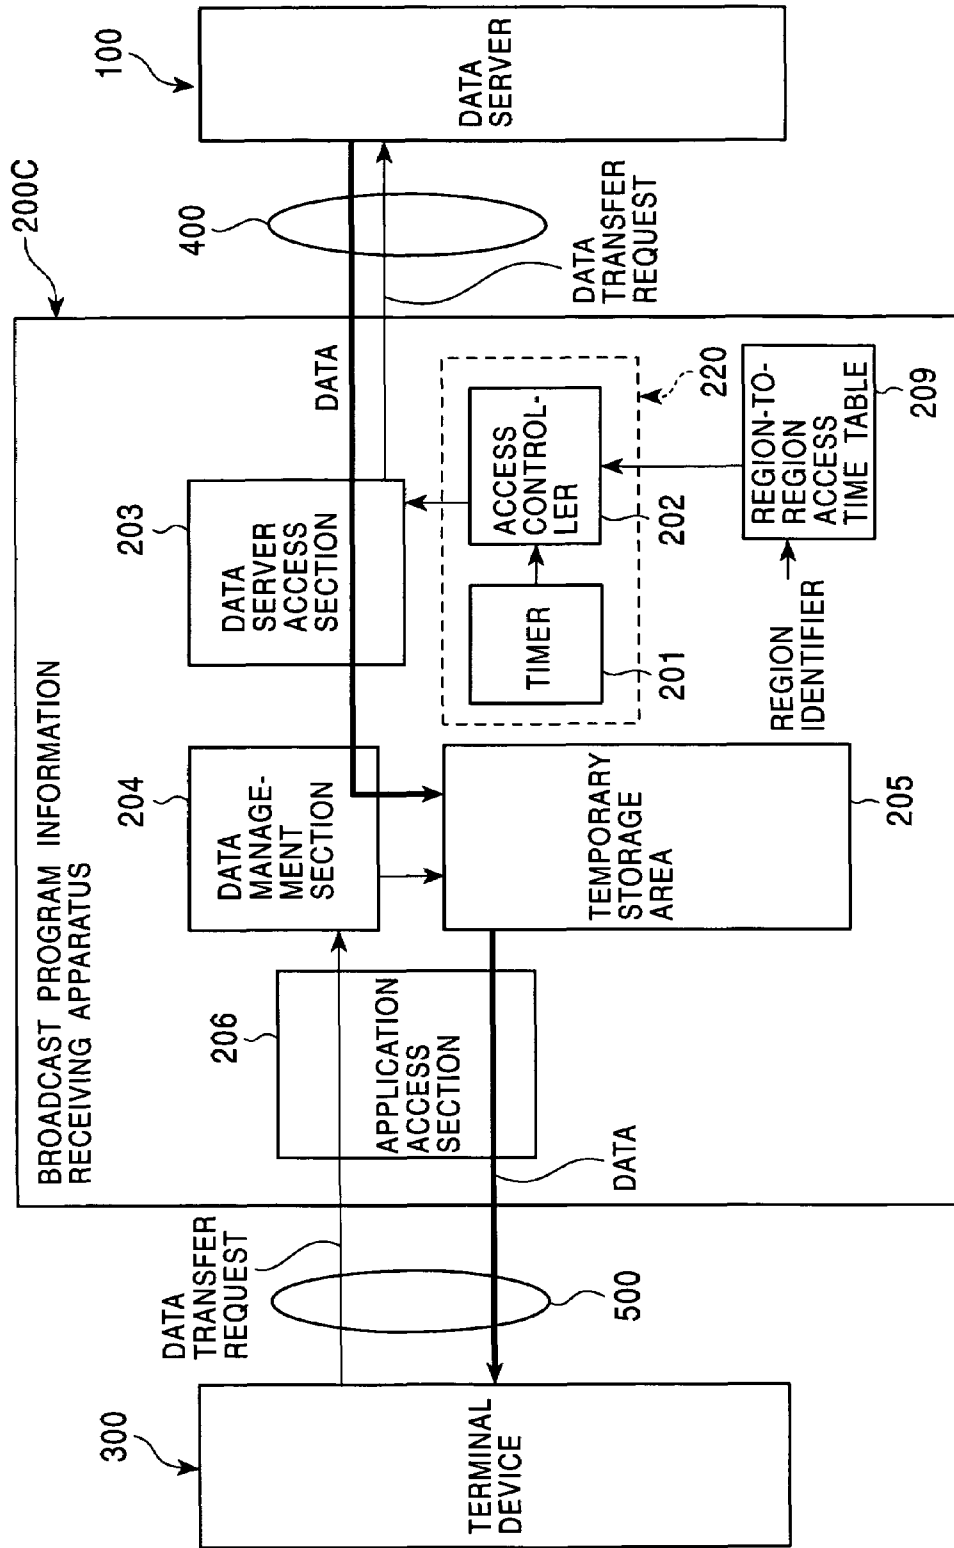 BROADCAST PROGRAM INFORMATION
RECEIVING APPARATUS
200C
300
TERMINAL
DEVICE
DATA
TRANSFER
REQUEST
500
206
APPLICATION
ACCESS
SECTION
DATA
204
DATA
MANAGE-
MENT
SECTION
TEMPORARY
STORAGE
AREA
205
203
DATA
SERVER
ACCESS
SECTION
DATA
TIMER
201
ACCESS
CONTROL-
LER
202
220
REGION
IDENTIFIER
REGION-TO-
REGION
ACCESS
TIME TABLE
209
400
DATA
TRANSFER
REQUEST
100
DATA
SERVER